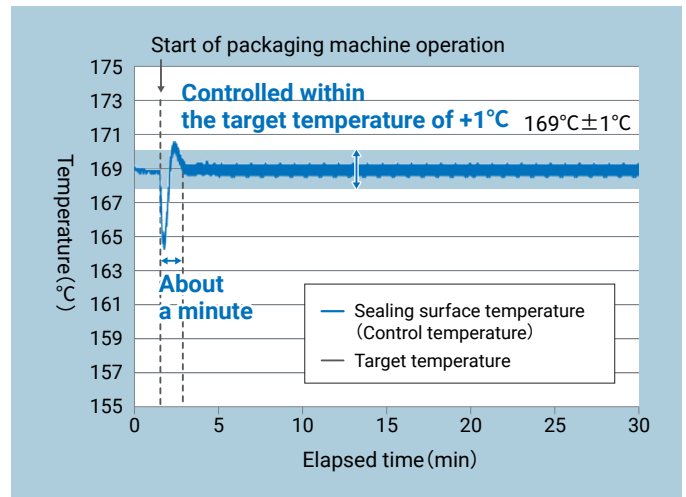 Start of packaging machine operation
175
173
171
169
167
165
163
161
159
157
155
Temperature(℃)
Controlled within
the target temperature of +1℃
169℃±1℃
About
a minute
Sealing surface temperature
(Control temperature)
Target temperature
0 5 10 15 20 25 30
Elapsed time(min)